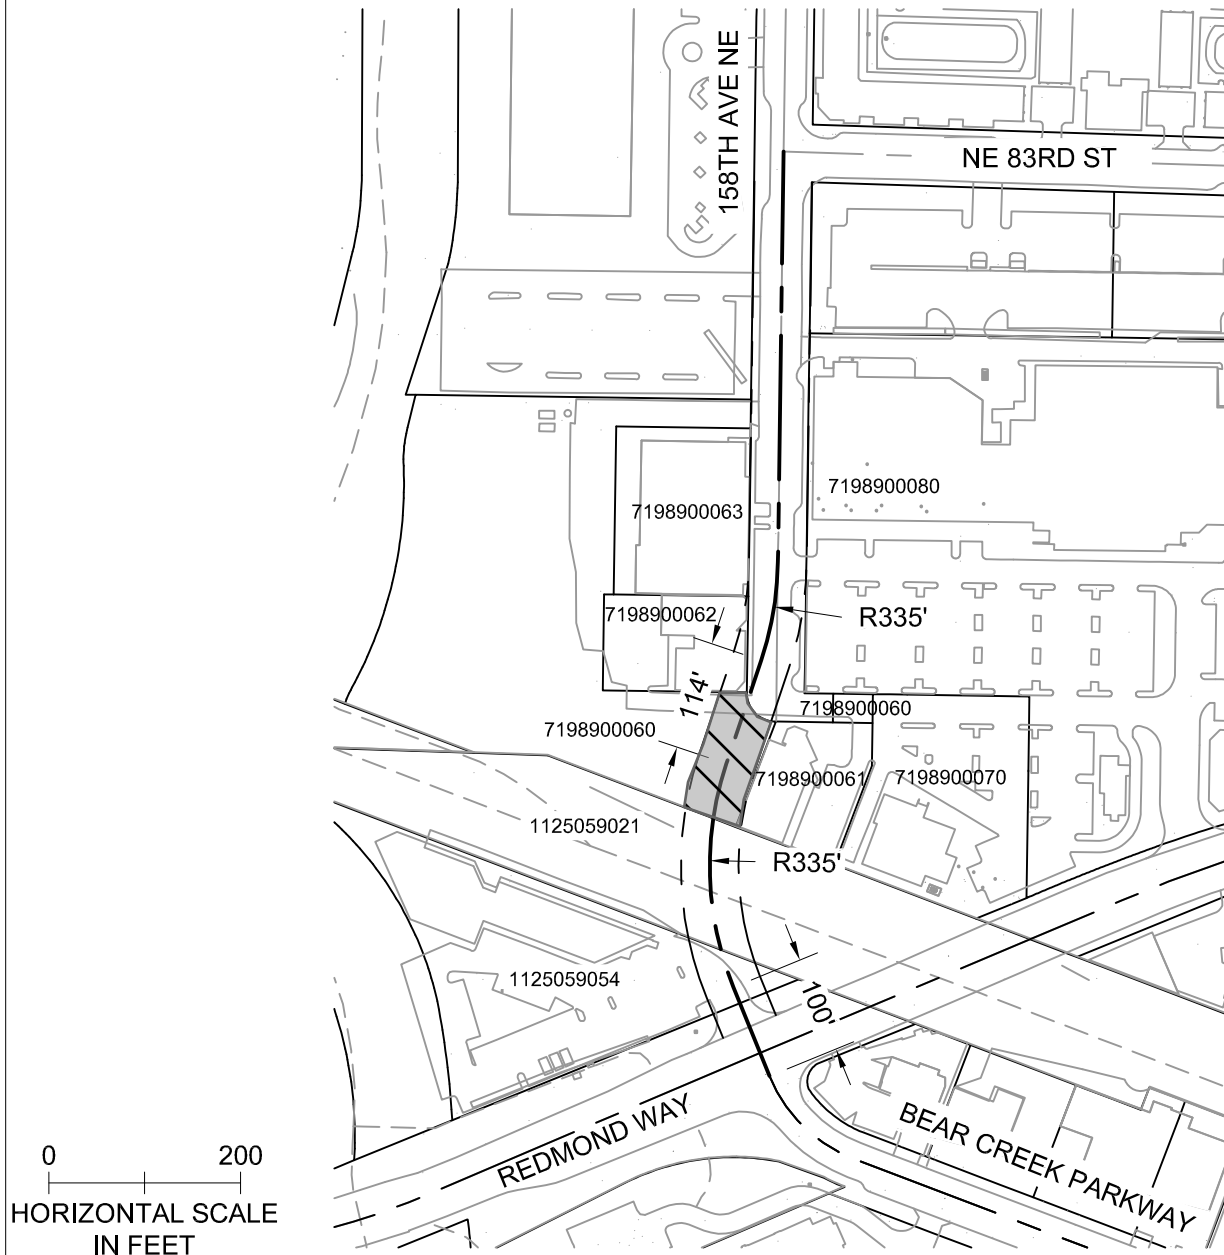 158TH AVE NE
NE 83RD ST
7198900080
7198900063
7198900062
R335'
114'
7198900060
7198900060
7198900061
7198900070
1125059021
R335'
1125059054
100'
REDMOND WAY
BEAR CREEK PARKWAY
0 200
HORIZONTAL SCALE
IN FEET